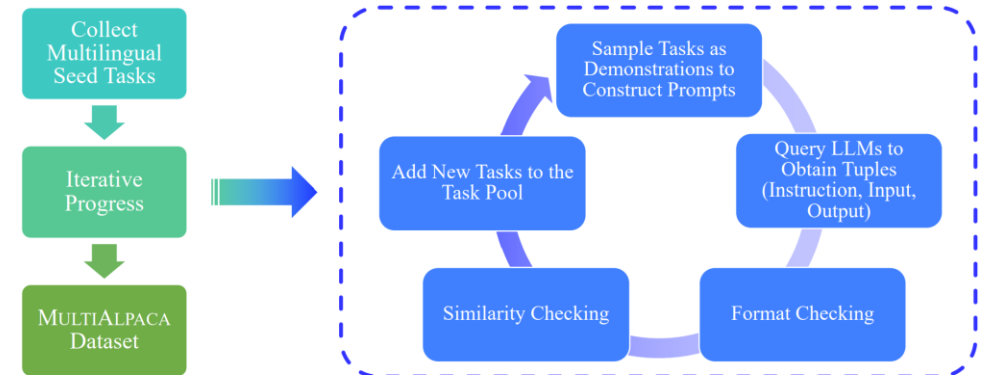 Collect
Multilingual
Seed Tasks
Iterative
Progress
MULTIALPACA
Dataset
Sample Tasks as
Demonstrations to
Construct Prompts
Query LLMs to
Obtain Tuples
(Instruction, Input,
Output)
Format Checking
Similarity Checking
Add New Tasks to the
Task Pool